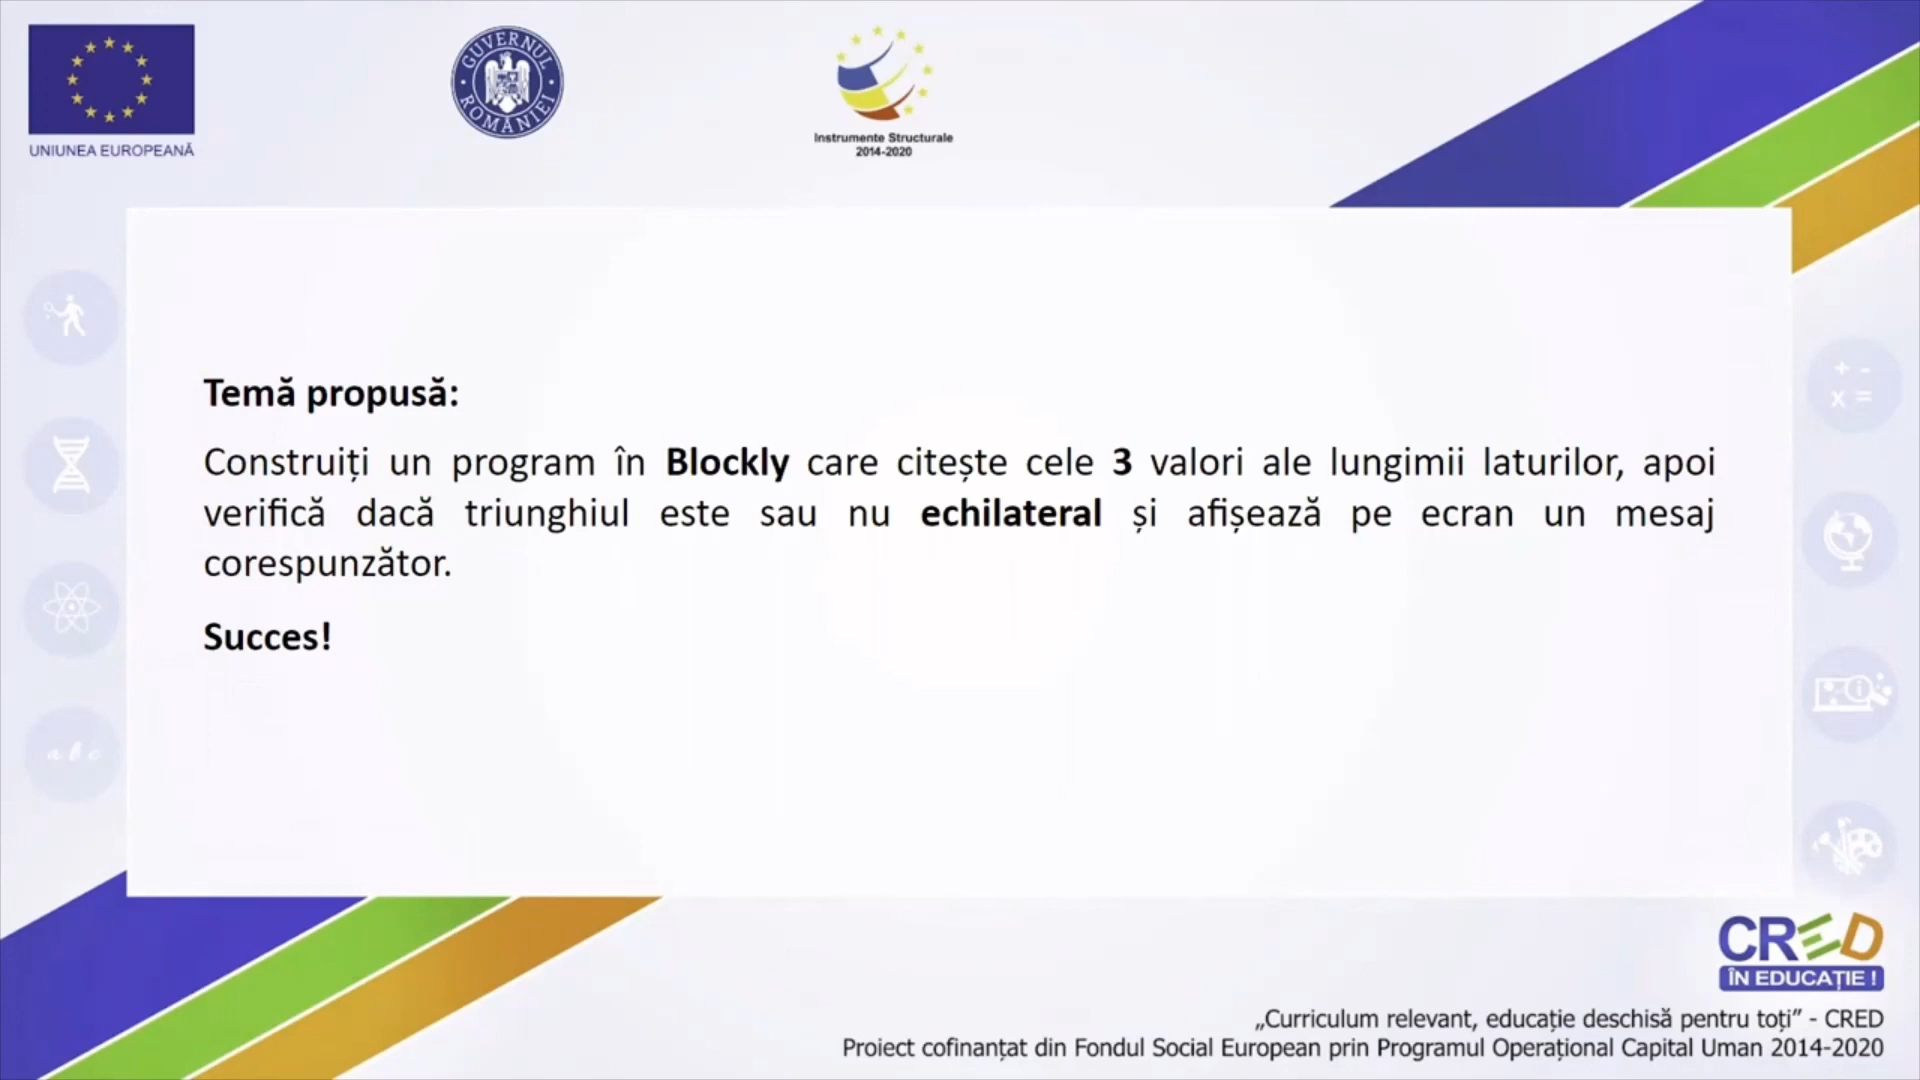 UNIUNEA EUROPEANĂ
GUVERNUL ROMÂNIEI
Instrumente Structurale
2014-2020
Temă propusă:
Construiți un program în Blockly care citește cele 3 valori ale lungimii laturilor, apoi
verifică dacă triunghiul este sau nu echilateral și afișează pe ecran un mesaj
corespunzător.
Succes!
+ -
x =
a b c
CRED
ÎN EDUCAȚIE !
„Curriculum relevant, educație deschisă pentru toți” - CRED
Proiect cofinanțat din Fondul Social European prin Programul Operațional Capital Uman 2014-2020